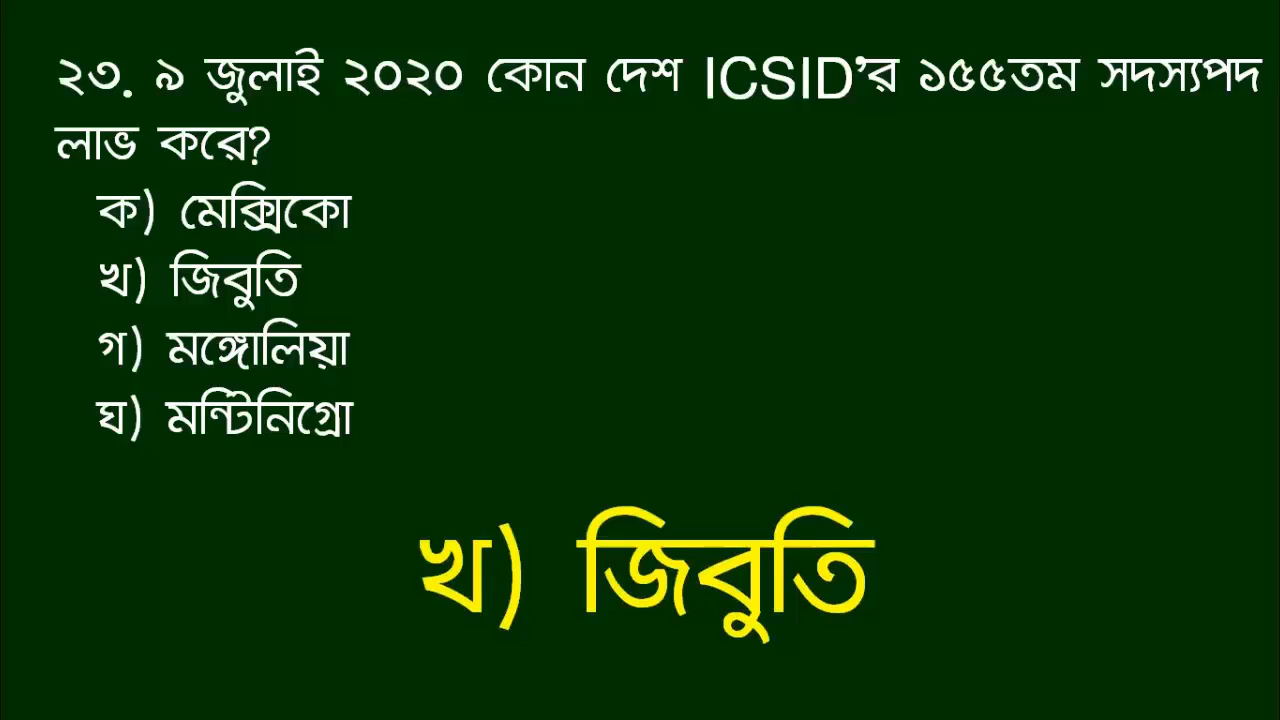 ২৩. ৯ জুলাই ২০২০ কোন দেশ ICSID'র ১৫৫তম সদস্যপদ
লাভ করে?
ক) মেক্সিকো
খ) জিবুতি
গ) মঙ্গোলিয়া
ঘ) মন্টিনিগ্রো
খ) জিবুতি